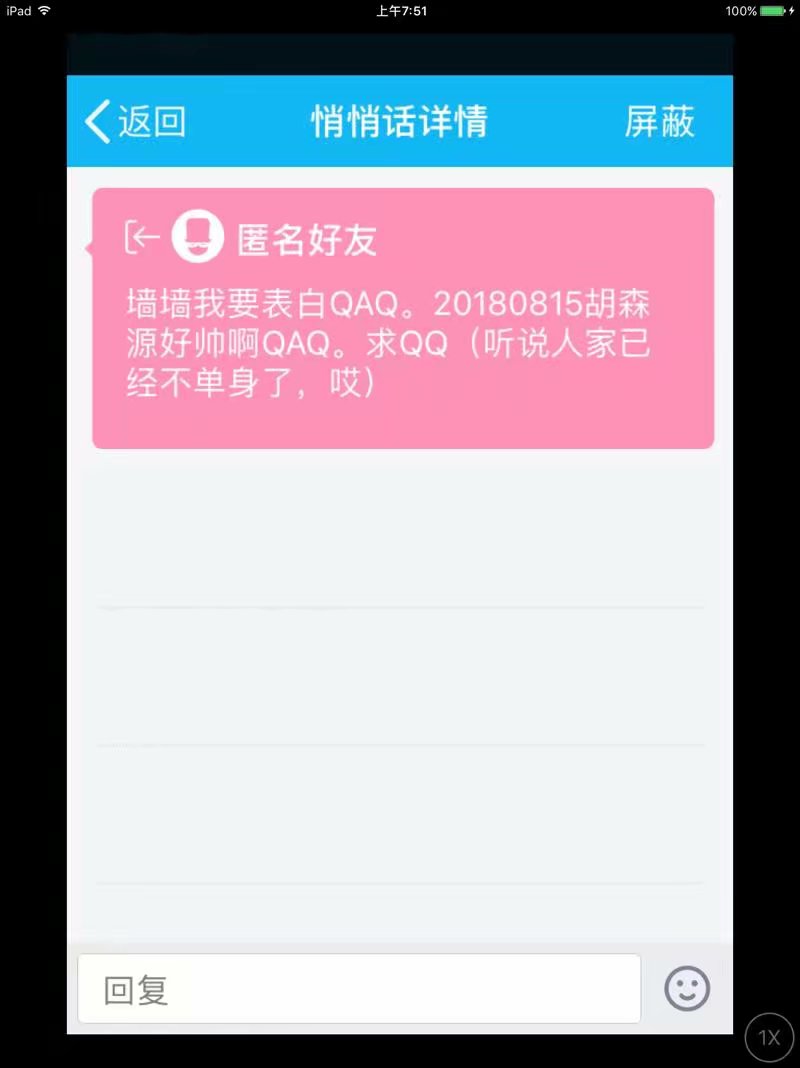 iPad 上午7:51 100%
返回 悄悄话详情 屏蔽
匿名好友
墙墙我要表白QAQ。20180815胡森
源好帅啊QAQ。求QQ（听说人家已
经不单身了，哎）
回复
1X